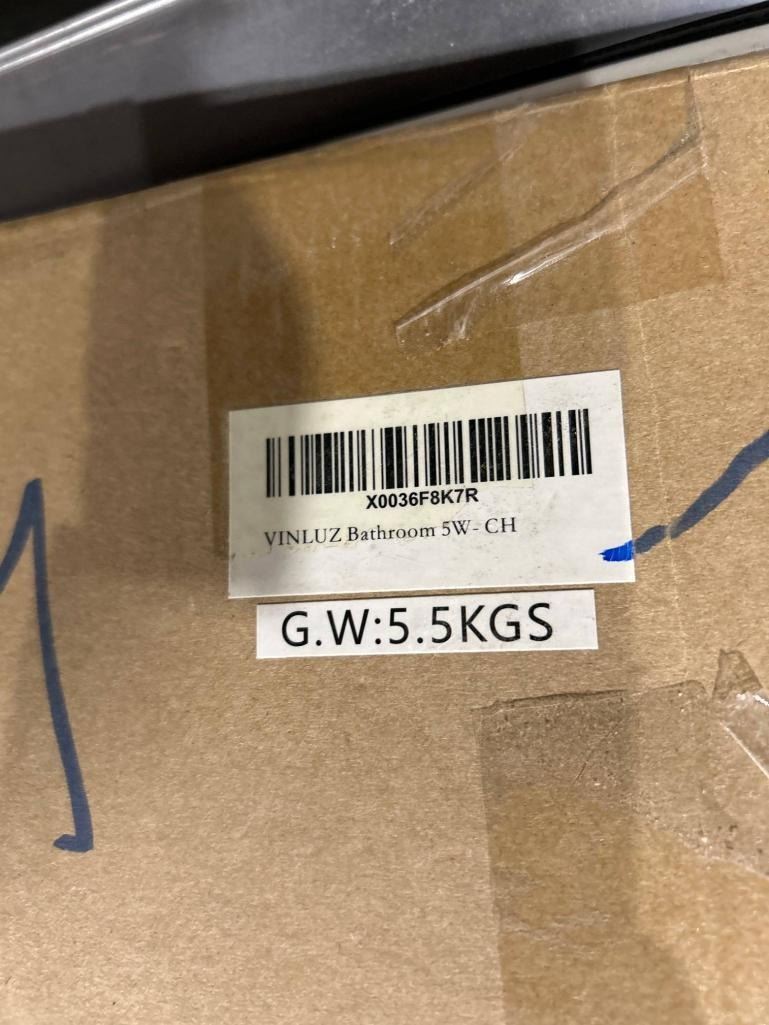 X0036F8K7R
VINLUZ Bathroom 5W- CH
G.W:5.5KGS